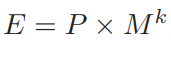 E = P × M^k